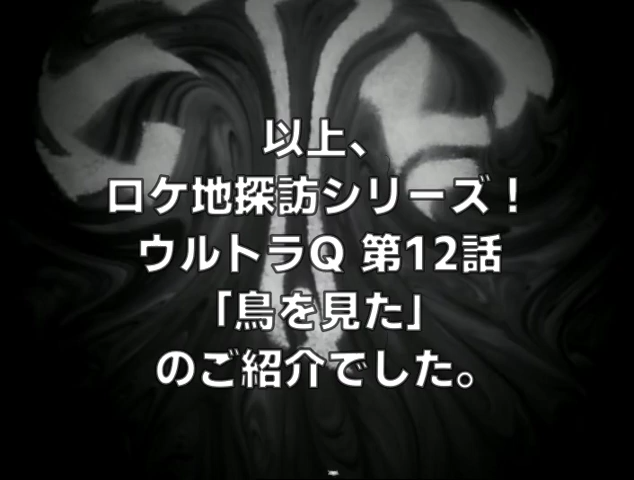 以上、
ロケ地探訪シリーズ！
ウルトラQ 第12話
「鳥を見た」
のご紹介でした。